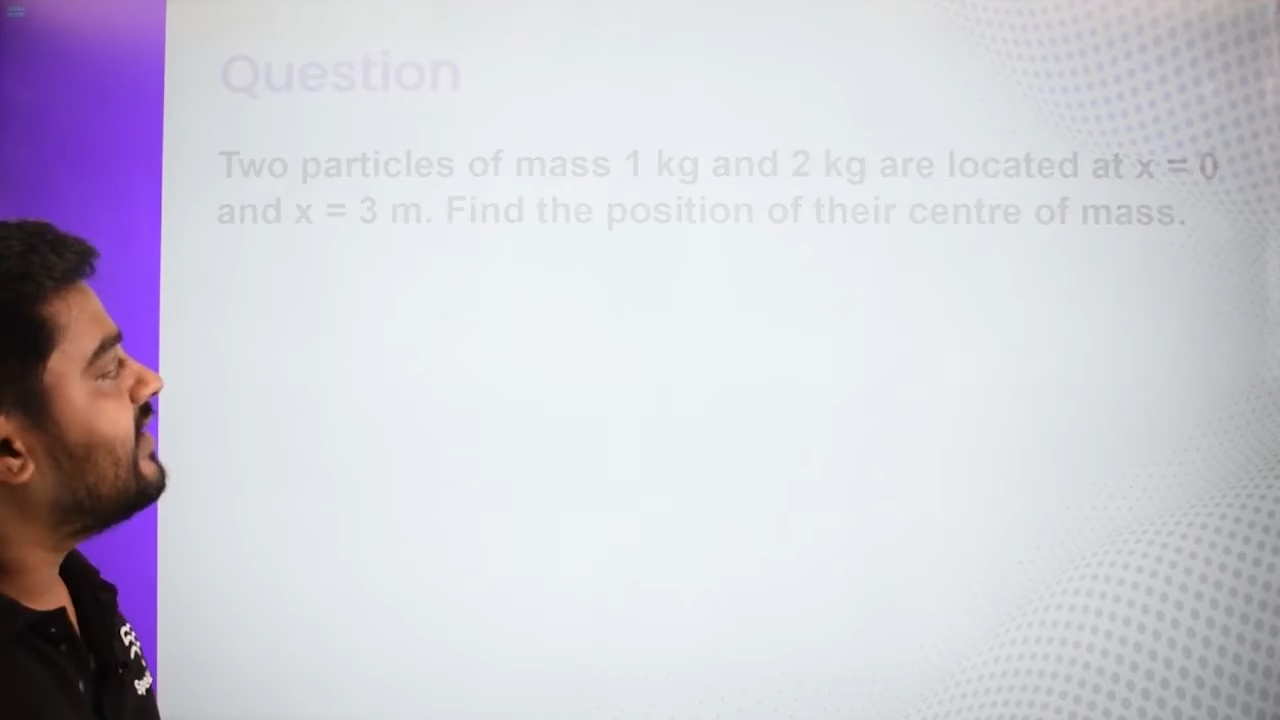 Question
Two particles of mass 1 kg and 2 kg are located at x = 0
and x = 3 m. Find the position of their centre of mass.